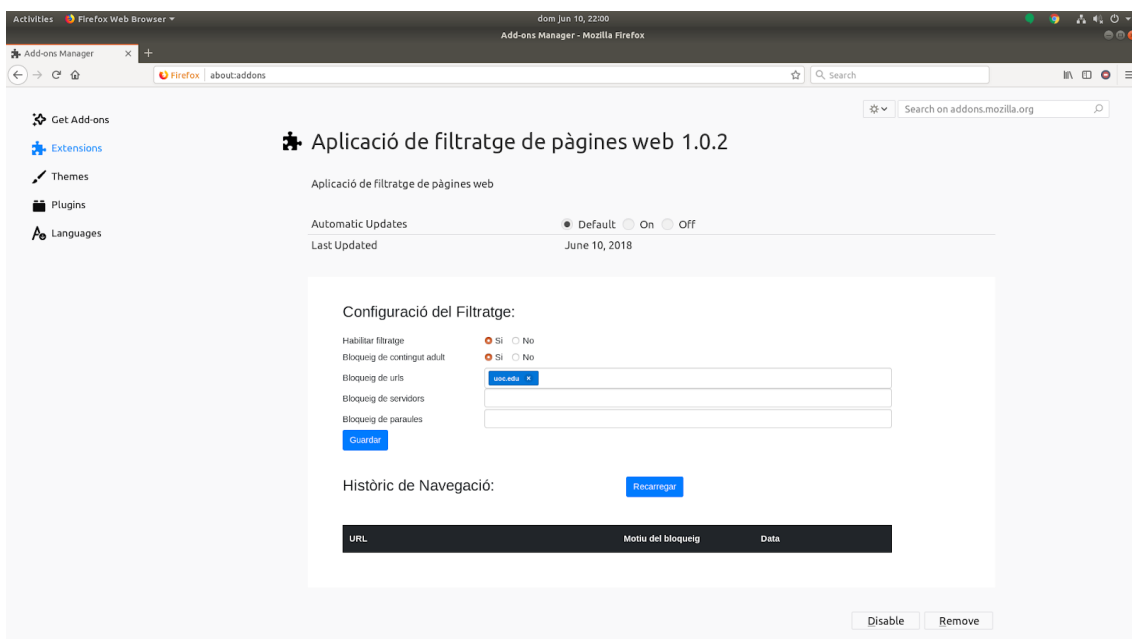 Activities Firefox Web Browser dom jun 10, 22:00
Add-ons Manager - Mozilla Firefox
Add-ons Manager × +
Firefox about:addons Search
Search on addons.mozilla.org
Get Add-ons
Extensions
Themes
Plugins
Languages
Aplicació de filtratge de pàgines web 1.0.2
Aplicació de filtratge de pàgines web
Automatic Updates Default On Off
Last Updated June 10, 2018
Configuració del Filtratge:
Habilitar filtratge Si No
Bloqueig de contingut adult Si No
Bloqueig de urls uoc.edu ×
Bloqueig de servidors
Bloqueig de paraules
Guardar
Històric de Navegació: Recarregar
URL Motiu del bloqueig Data
Disable Remove